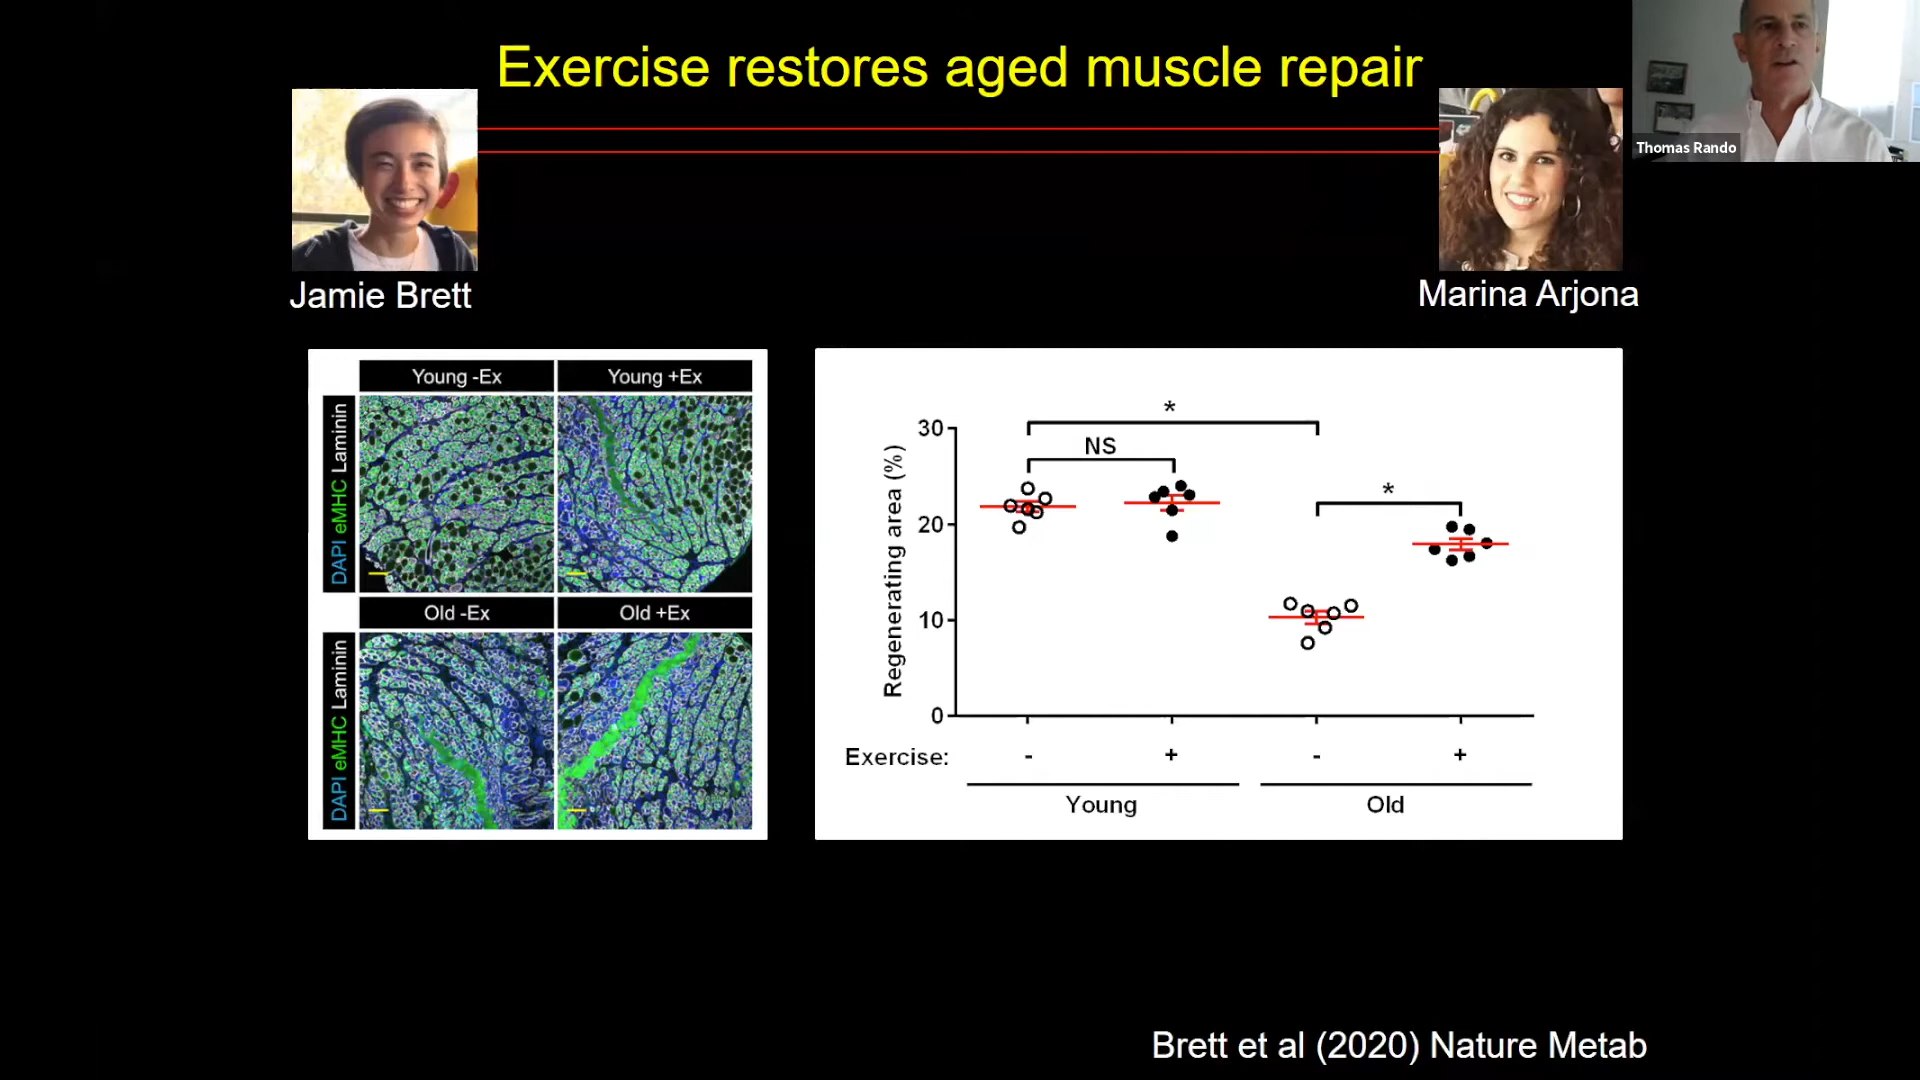 Exercise restores aged muscle repair
Thomas Rando
Jamie Brett
Marina Arjona
Young -Ex
Young +Ex
DAPI eMHC Laminin
Old -Ex
Old +Ex
DAPI eMHC Laminin
*
NS
*
30
20
10
0
Regenerating area (%)
Exercise: - + - +
Young Old
Brett et al (2020) Nature Metab